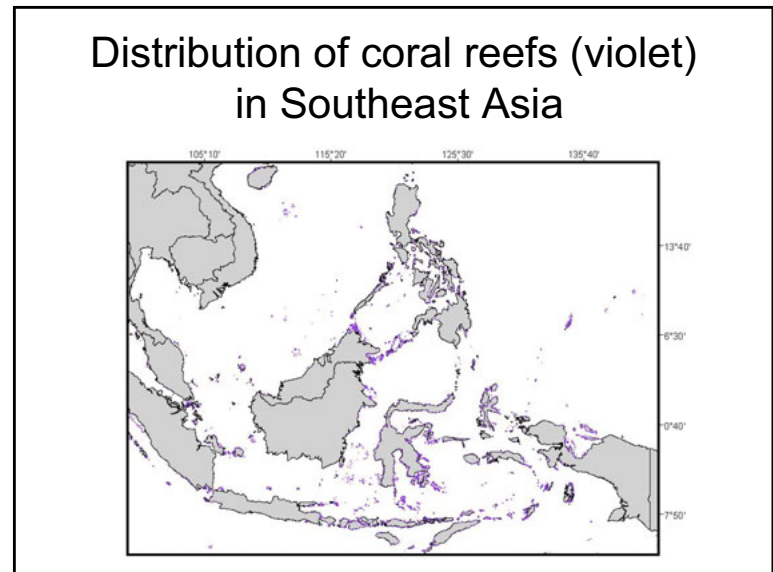 Distribution of coral reefs (violet)
in Southeast Asia
105°10' 115°20' 125°30' 135°40'
13°40'
6°30'
0°40'
7°50'